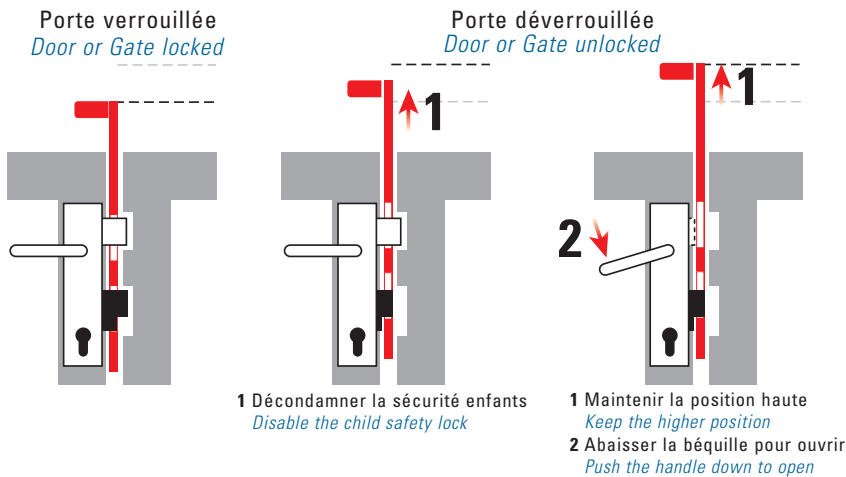 Porte verrouillée
Door or Gate locked
Porte déverrouillée
Door or Gate unlocked
1
1
2
1 Décondamner la sécurité enfants
Disable the child safety lock
1 Maintenir la position haute
Keep the higher position
2 Abaisser la béquille pour ouvrir
Push the handle down to open